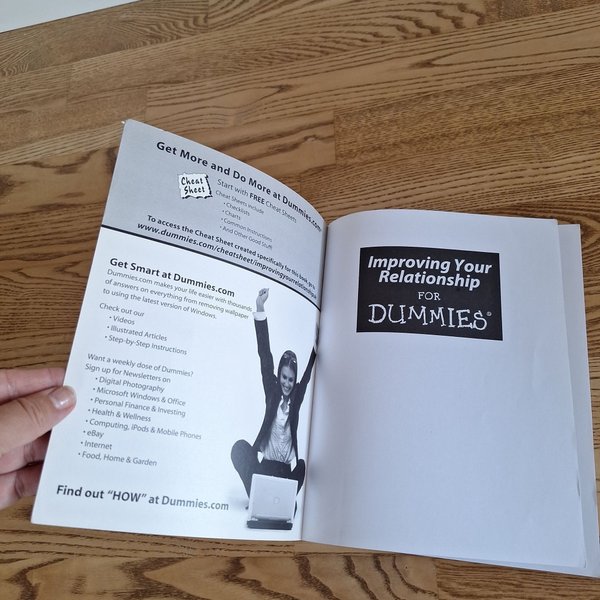 Get More and Do More at Dummies.com
Cheat
Sheet
Start with FREE Cheat Sheets
Cheat Sheets include
• Checklists
• Charts
• Common Instructions
• And Other Good Stuff!
To access the Cheat Sheet created specifically for this book, go to
www.dummies.com/cheatsheet/improvingyourrelationship
Get Smart at Dummies.com
Dummies.com makes your life easier with thousands
of answers on everything from removing wallpaper
to using the latest version of Windows.
Check out our
• Videos
• Illustrated Articles
• Step-by-Step Instructions
Want a weekly dose of Dummies?
Sign up for Newsletters on
• Digital Photography
• Microsoft Windows & Office
• Personal Finance & Investing
• Health & Wellness
• Computing, iPods & Mobile Phones
• eBay
• Internet
• Food, Home & Garden
Find out "HOW" at Dummies.com
Improving Your
Relationship
FOR
DUMMIES®